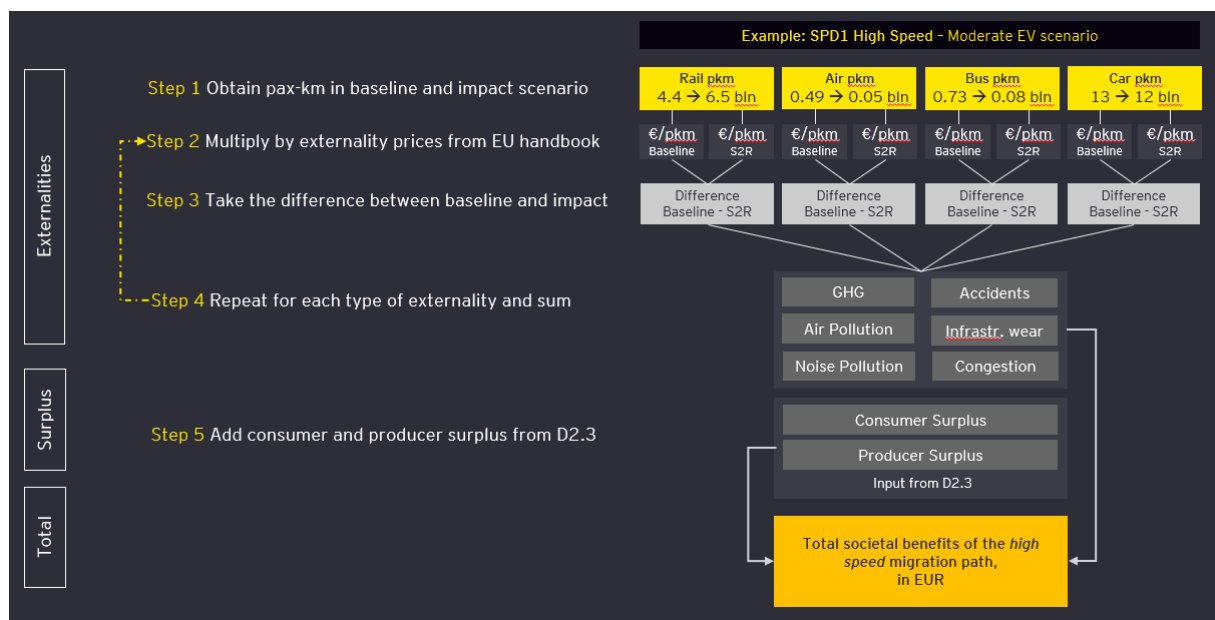 Example: SPD1 High Speed - Moderate EV scenario
Externalities
Step 1 Obtain pax-km in baseline and impact scenario
Rail pkm
4.4 → 6.5 bln
Air pkm
0.49 → 0.05 bln
Bus pkm
0.73 → 0.08 bln
Car pkm
13 → 12 bln
Step 2 Multiply by externality prices from EU handbook
€/pkm
Baseline
€/pkm
S2R
€/pkm
Baseline
€/pkm
S2R
€/pkm
Baseline
€/pkm
S2R
€/pkm
Baseline
€/pkm
S2R
Step 3 Take the difference between baseline and impact
Difference
Baseline - S2R
Difference
Baseline - S2R
Difference
Baseline - S2R
Difference
Baseline - S2R
Step 4 Repeat for each type of externality and sum
GHG
Accidents
Air Pollution
Infrastr. wear
Noise Pollution
Congestion
Surplus
Step 5 Add consumer and producer surplus from D2.3
Consumer Surplus
Producer Surplus
Input from D2.3
Total
Total societal benefits of the high
speed migration path,
in EUR